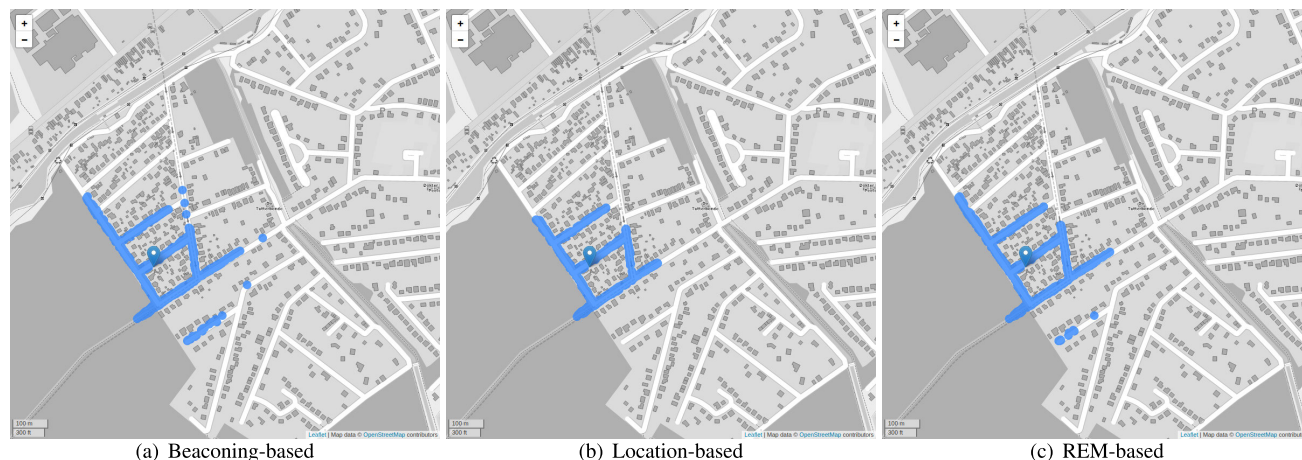 +
−
100 m
300 ft
Leaflet | Map data © OpenStreetMap contributors
(a) Beaconing-based
+
−
100 m
300 ft
Leaflet | Map data © OpenStreetMap contributors
(b) Location-based
+
−
100 m
300 ft
Leaflet | Map data © OpenStreetMap contributors
(c) REM-based